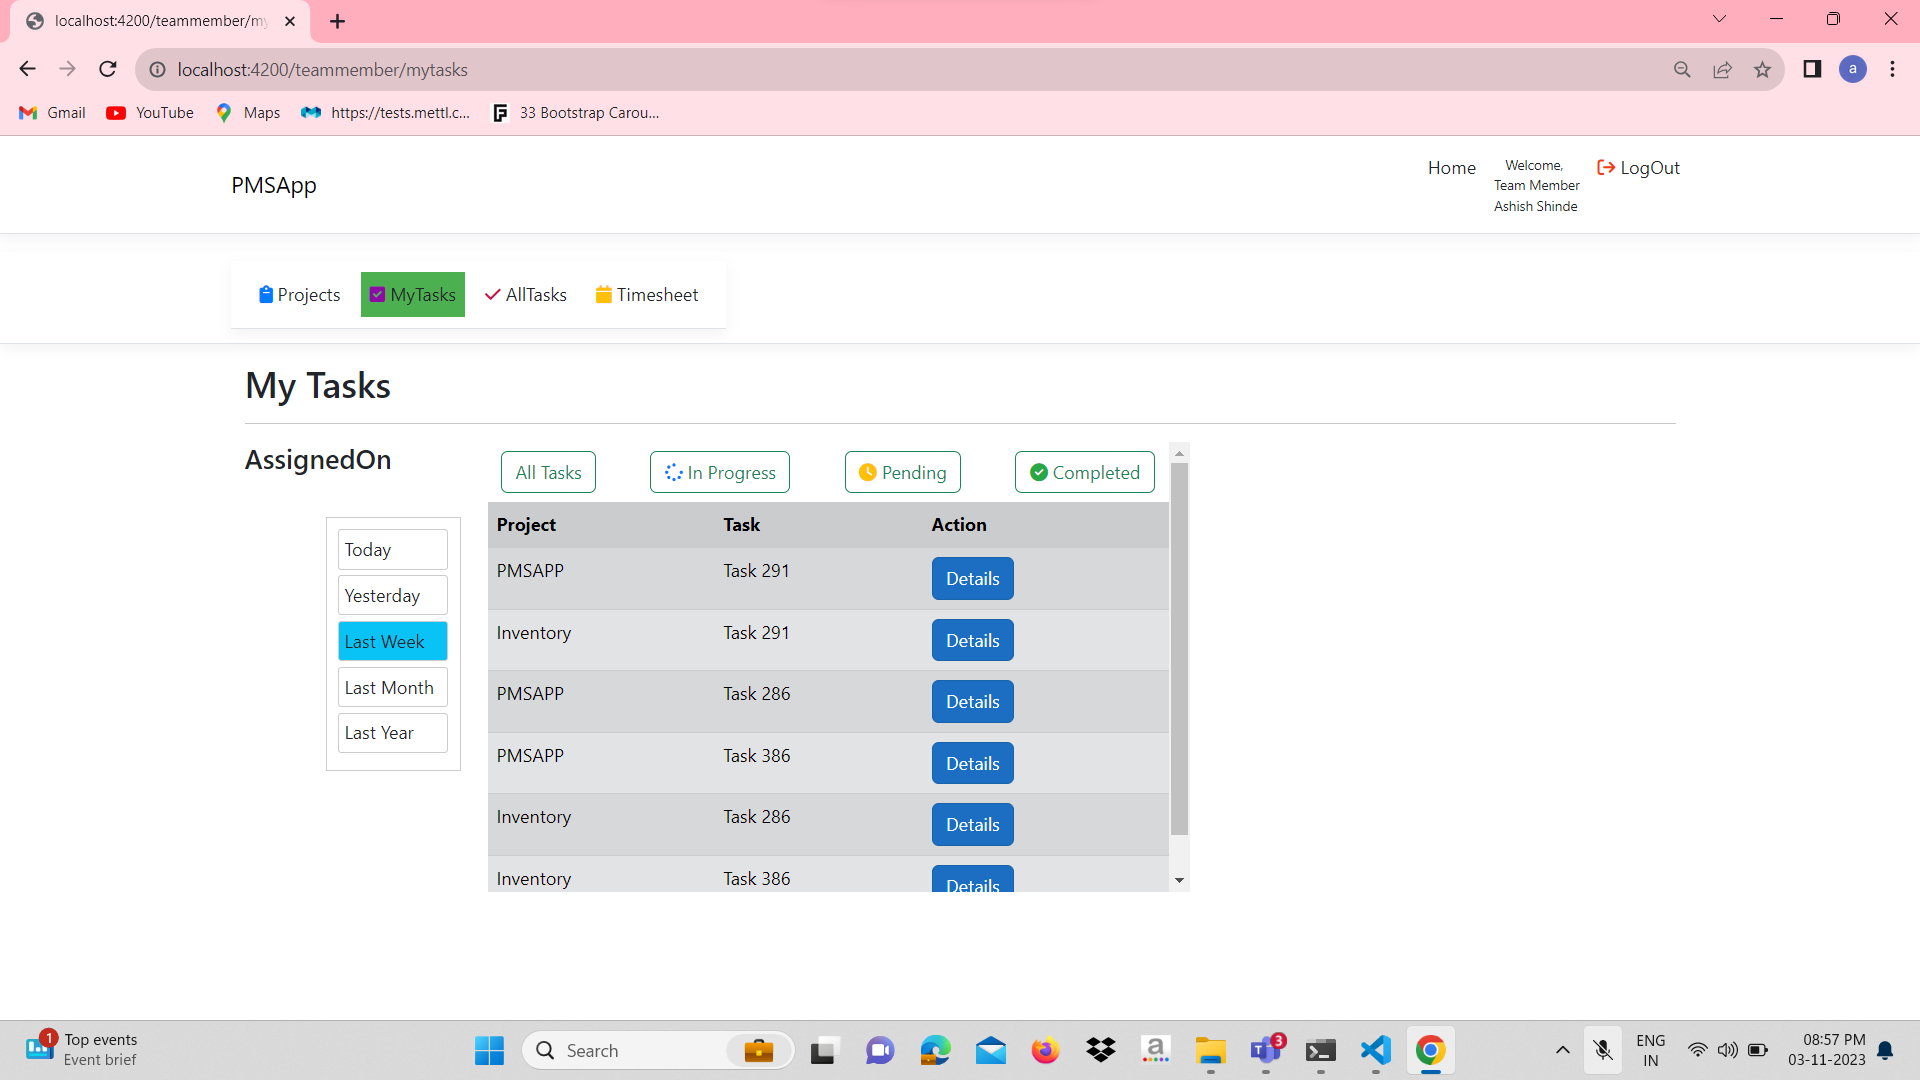 localhost:4200/teammember/my
localhost:4200/teammember/mytasks
a
Gmail
YouTube
Maps
https://tests.mettl.c...
33 Bootstrap Carou...
PMSApp
Home
Welcome,
Team Member
Ashish Shinde
LogOut
Projects
MyTasks
AllTasks
Timesheet
My Tasks
AssignedOn
Today
Yesterday
Last Week
Last Month
Last Year
All Tasks
In Progress
Pending
Completed
Project Task Action
PMSAPP Task 291 Details
Inventory Task 291 Details
PMSAPP Task 286 Details
PMSAPP Task 386 Details
Inventory Task 286 Details
Inventory Task 386 Details
1
Top events
Event brief
Search
a
3
ENG
IN
08:57 PM
03-11-2023